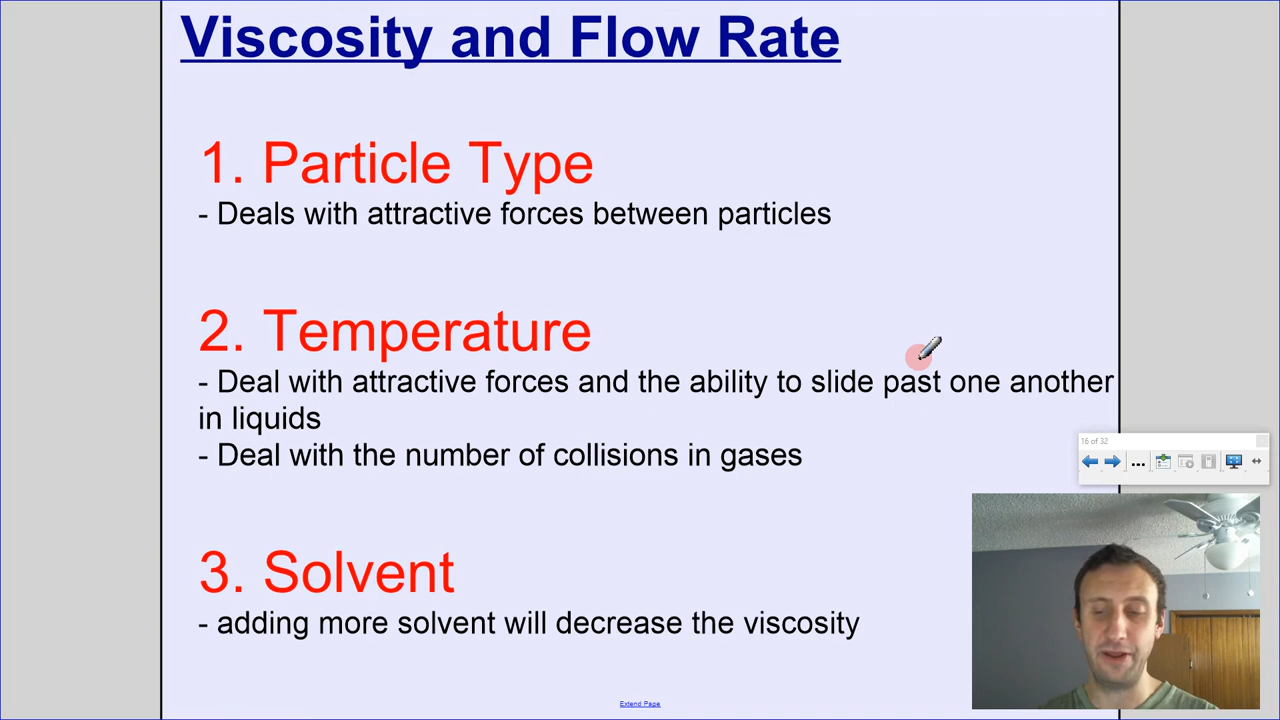 Viscosity and Flow Rate
1. Particle Type
- Deals with attractive forces between particles
2. Temperature
- Deal with attractive forces and the ability to slide past one another
in liquids
- Deal with the number of collisions in gases
16 of 32
3. Solvent
- adding more solvent will decrease the viscosity
Extend Page